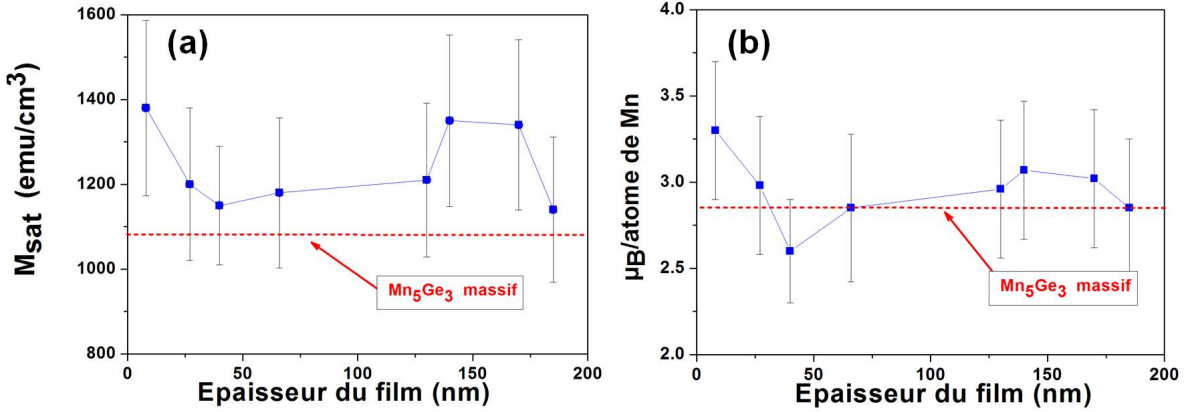 (a)
1600
1400
1200
1000
800
M_sat (emu/cm³)
Mn₅Ge₃ massif
0
50
100
150
200
Epaisseur du film (nm)
(b)
4.0
3.5
3.0
2.5
2.0
µB/atome de Mn
Mn₅Ge₃ massif
0
50
100
150
200
Epaisseur du film (nm)